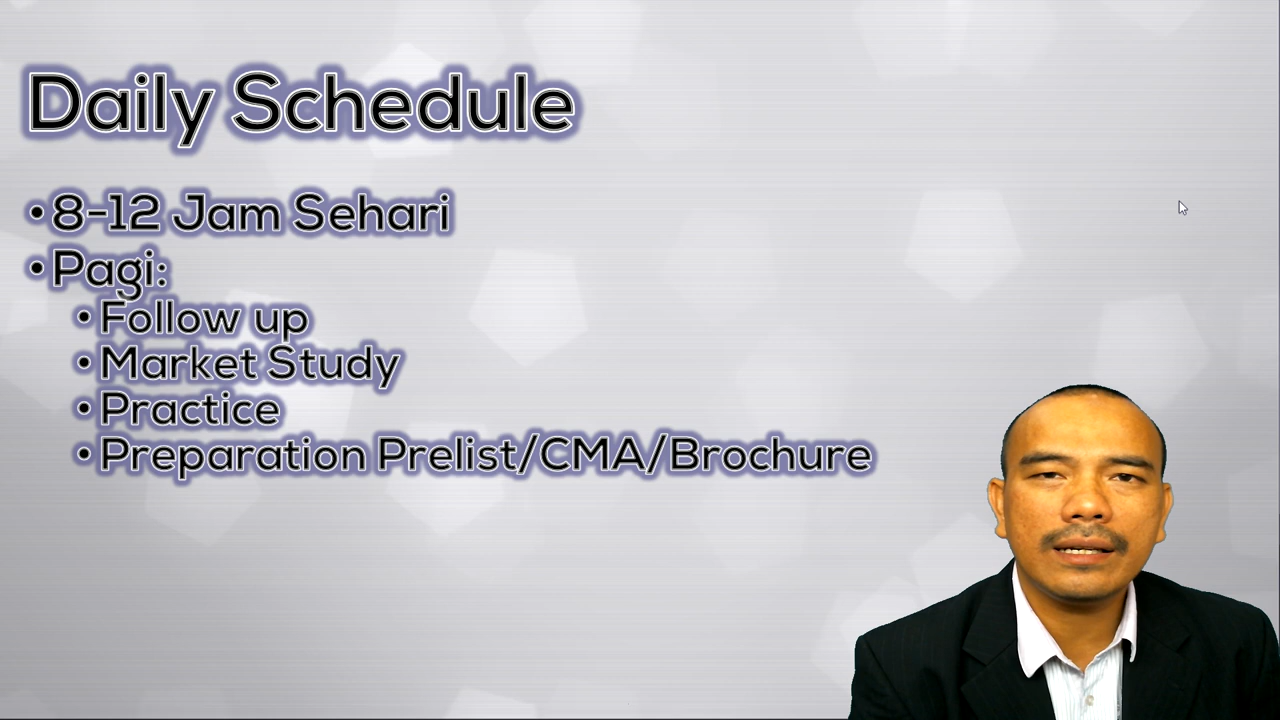 Daily Schedule
• 8-12 Jam Sehari
• Pagi:
• Follow up
• Market Study
• Practice
• Preparation Prelist/CMA/Brochure